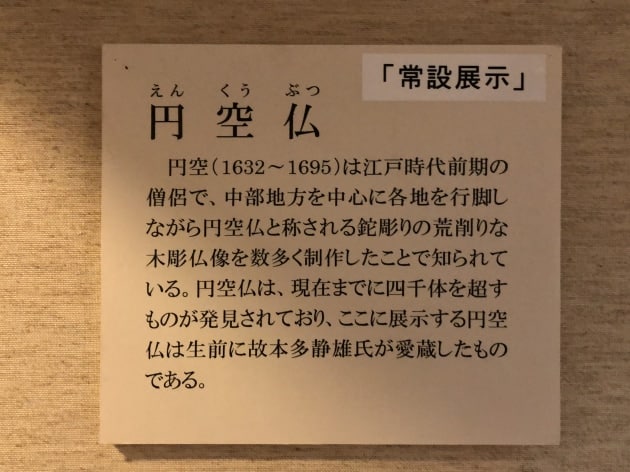 「常設展示」
えん くう ぶつ
円 空 仏
円空（1632～1695）は江戸時代前期の
僧侶で、中部地方を中心に各地を行脚し
ながら円空仏と称される鉈彫りの荒削りな
木彫仏像を数多く制作したことで知られて
いる。円空仏は、現在までに四千体を超す
ものが発見されており、ここに展示する円空
仏は生前に故本多静雄氏が愛蔵したもの
である。